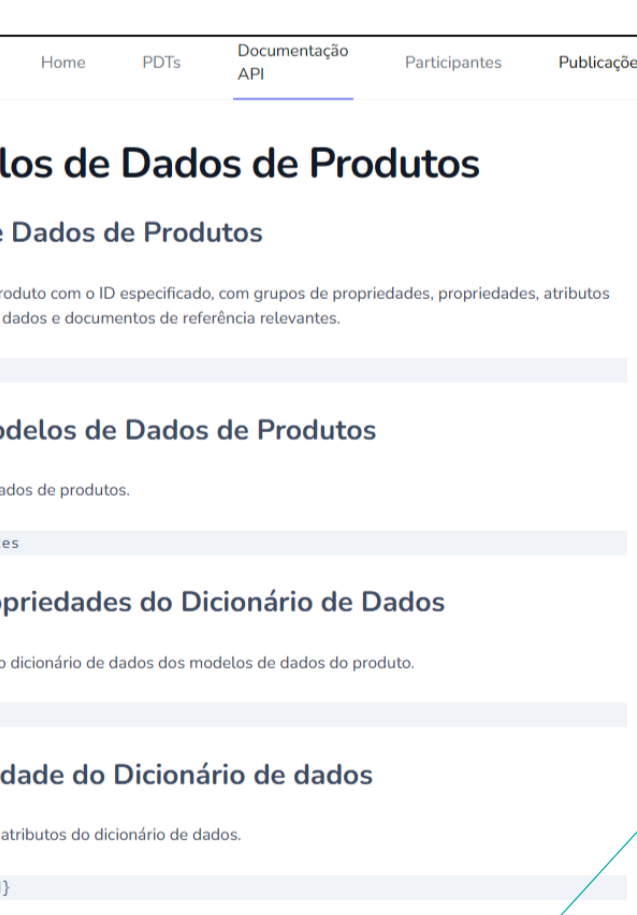 Home PDTs Documentação API Participantes Publicaçõe
los de Dados de Produtos
e Dados de Produtos
roduto com o ID especificado, com grupos de propriedades, propriedades, atributos
dados e documentos de referência relevantes.
odelos de Dados de Produtos
ados de produtos.
es
priedades do Dicionário de Dados
o dicionário de dados dos modelos de dados do produto.
dade do Dicionário de dados
atributos do dicionário de dados.
}